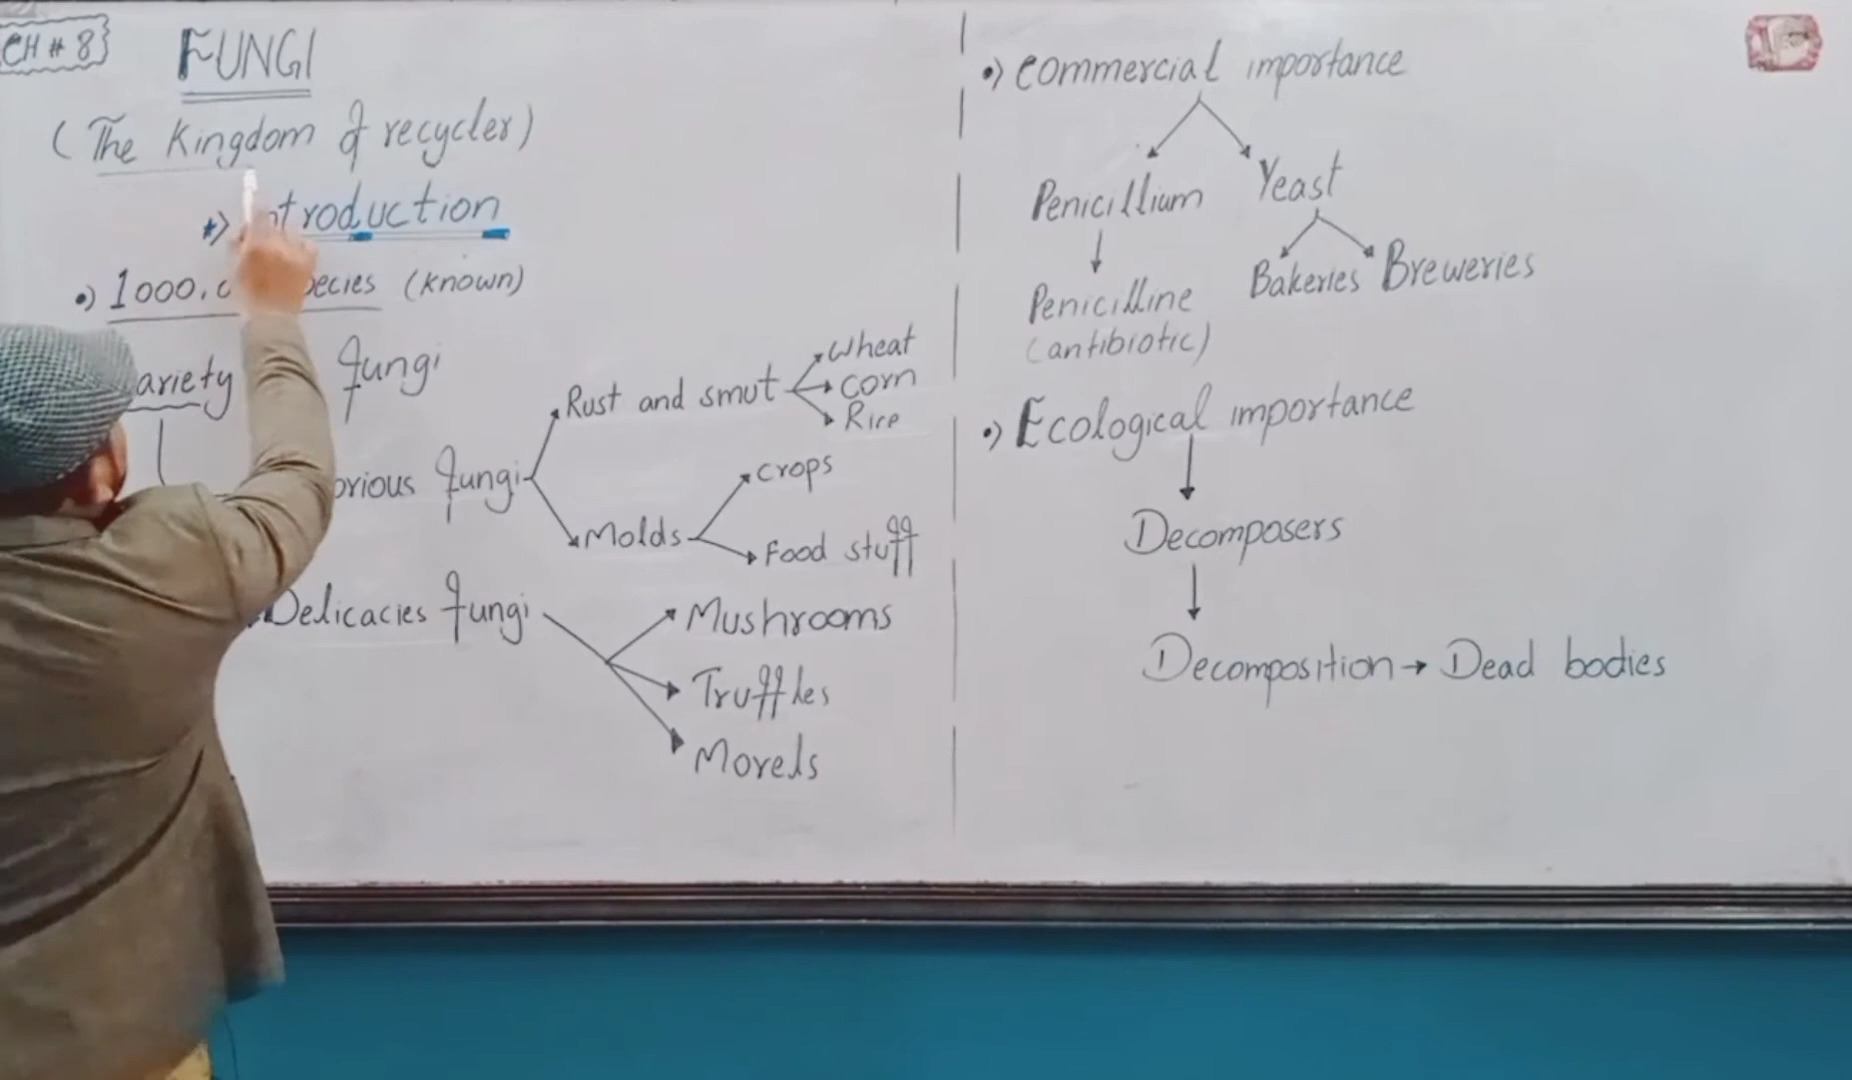 CH # 8
FUNGI
(The Kingdom of recycler)
Introduction
1000, species (known)
fungi
fungi
Rust and smut
Wheat
Corn
Rice
Molds
Crops
Food stuff
Delicacies fungi
Mushrooms
Truffles
Morels
Commercial importance
Penicillium
Yeast
Penicilline
(antibiotic)
Bakeries Breweries
Ecological importance
Decomposers
Decomposition → Dead bodies